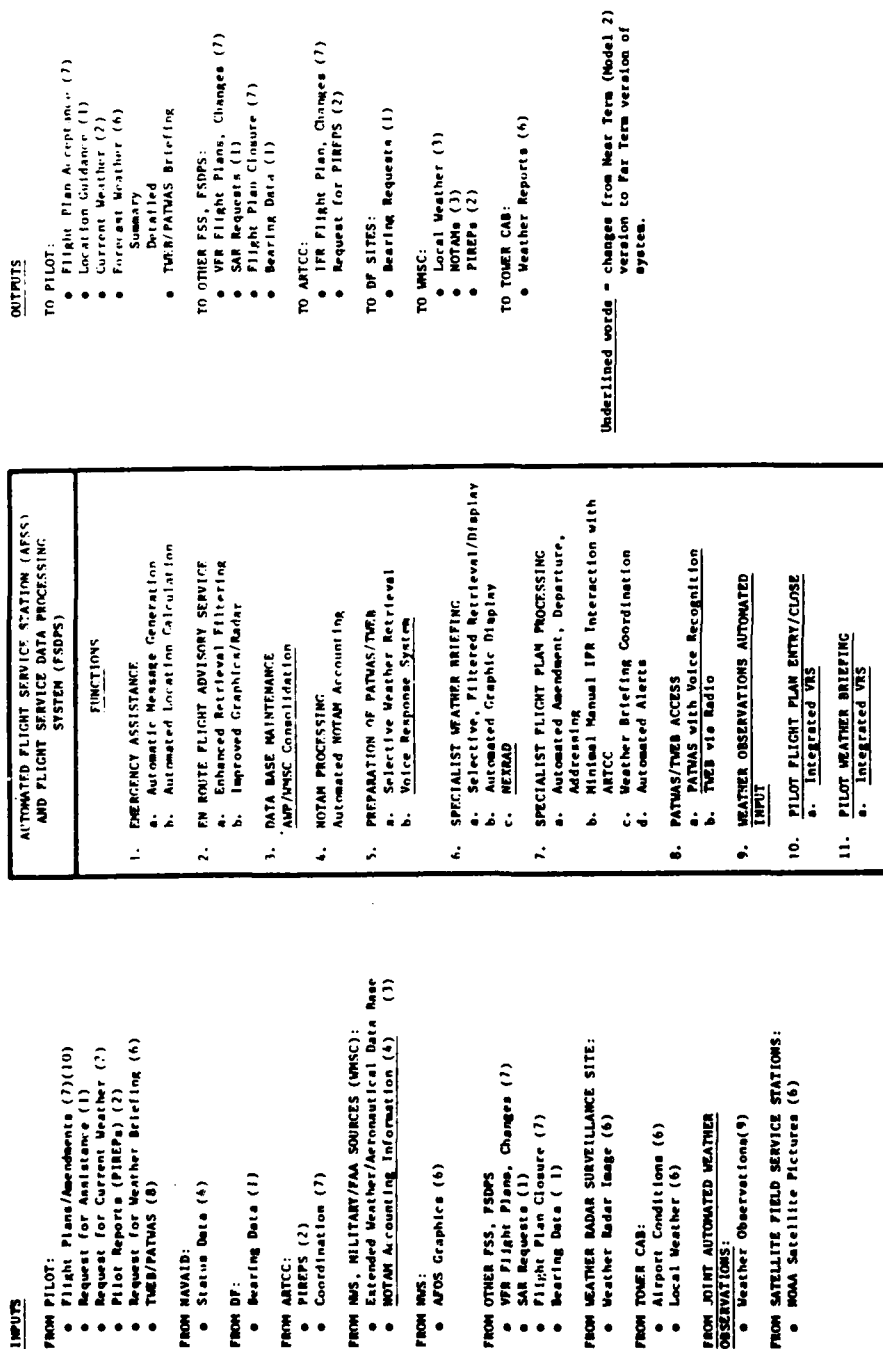 INPUTS
FROM PILOT:
• Flight Plans/Amendments (7)(10)
• Request for Assistance (1)
• Request for Current Weather (2)
• Pilot Reports (PIREPs) (2)
• Request for Weather Briefing (6)
• TWEB/PATWAS (8)
FROM NAVAID:
• Status Data (4)
FROM DF:
• Bearing Data (1)
FROM ARTCC:
• PIREPS (2)
• Coordination (7)
FROM NWS, MILITARY/FAA SOURCES (WMSC):
• Extended Weather/Aeronautical Data Base
• NOTAM Accounting Information (4) (3)
FROM NWS:
• AFOS Graphics (6)
FROM OTHER FSS, FSDPS
• VFR Flight Plans, Changes (7)
• SAR Requests (1)
• Flight Plan Closure (7)
• Bearing Data ( 1)
FROM WEATHER RADAR SURVEILLANCE SITE:
• Weather Radar Image (6)
FROM TOWER CAB:
• Airport Conditions (6)
• Local Weather (6)
FROM JOINT AUTOMATED WEATHER
OBSERVATIONS:
• Weather Observations(9)
FROM SATELLITE FIELD SERVICE STATIONS:
• NOAA Satellite Pictures (6)
AUTOMATED FLIGHT SERVICE STATION (AFSS)
AND FLIGHT SERVICE DATA PROCESSING
SYSTEM (FSDPS)
FUNCTIONS
1. EMERGENCY ASSISTANCE
a. Automatic Message Generation
b. Automated Location Calculation
2. EN ROUTE FLIGHT ADVISORY SERVICE
a. Enhanced Retrieval Filtering
b. Improved Graphics/Radar
3. DATA BASE MAINTENANCE
AWP/WMSC Consolidation
4. NOTAM PROCESSING
Automated NOTAM Accounting
5. PREPARATION OF PATWAS/TWEB
a. Selective Weather Retrieval
b. Voice Response System
6. SPECIALIST WEATHER BRIEFING
a. Selective, Filtered Retrieval/Display
b. Automated Graphic Display
c. NEXRAD
7. SPECIALIST FLIGHT PLAN PROCESSING
a. Automated Amendment, Departure,
Addressing
b. Minimal Manual IFR Interaction with
ARTCC
c. Weather Briefing Coordination
d. Automated Alerts
8. PATWAS/TWEB ACCESS
a. PATWAS with Voice Recognition
b. TWEB via Radio
9. WEATHER OBSERVATIONS AUTOMATED
INPUT
10. PILOT FLIGHT PLAN ENTRY/CLOSE
a. Integrated VRS
11. PILOT WEATHER BRIEFING
a. Integrated VRS
OUTPUTS
TO PILOT:
• Flight Plan Acceptance (7)
• Location Guidance (1)
• Current Weather (2)
• Forecast Weather (6)
Summary
Detailed
• TWEB/PATWAS Briefing
TO OTHER FSS, FSDPS:
• VFR Flight Plans, Changes (7)
• SAR Requests (1)
• Flight Plan Closure (7)
• Bearing Data (1)
TO ARTCC:
• IFR Flight Plan, Changes (7)
• Request for PIREPS (2)
TO DF SITES:
• Bearing Requests (1)
TO WMSC:
• Local Weather (3)
• NOTAMs (3)
• PIREPs (2)
TO TOWER CAB:
• Weather Reports (6)
Underlined words = changes from Near Term (Model 2)
version to Far Term version of
system.